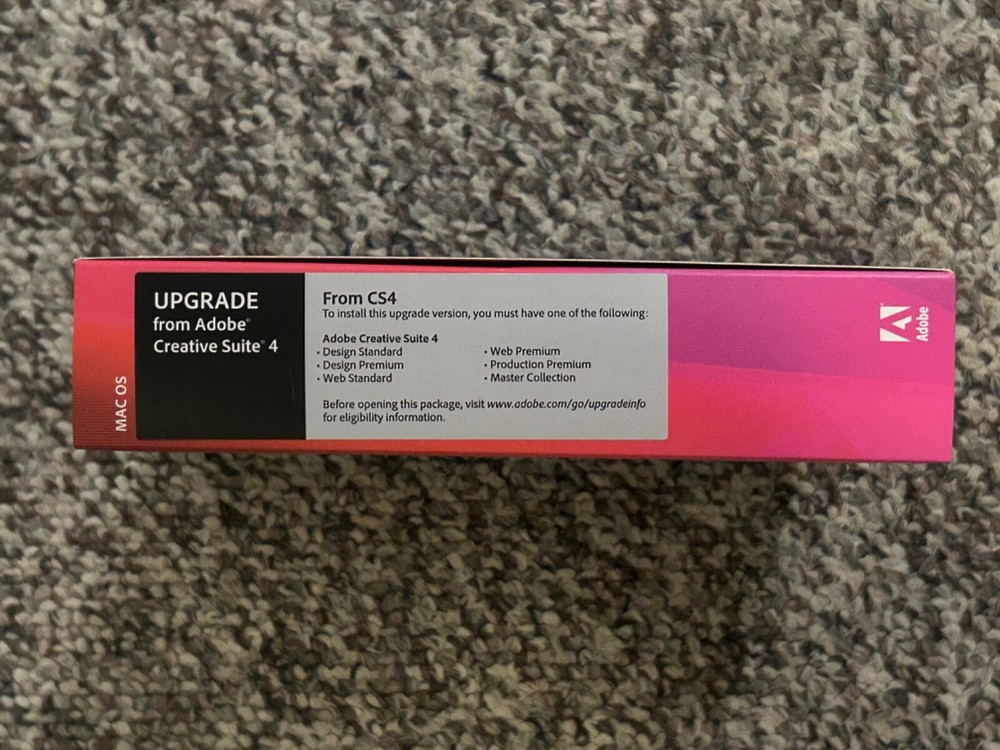 MAC OS
UPGRADE
from Adobe®
Creative Suite® 4
From CS4
To install this upgrade version, you must have one of the following:
Adobe Creative Suite 4
• Design Standard
• Design Premium
• Web Standard
• Web Premium
• Production Premium
• Master Collection
Before opening this package, visit www.adobe.com/go/upgradeinfo
for eligibility information.
Adobe